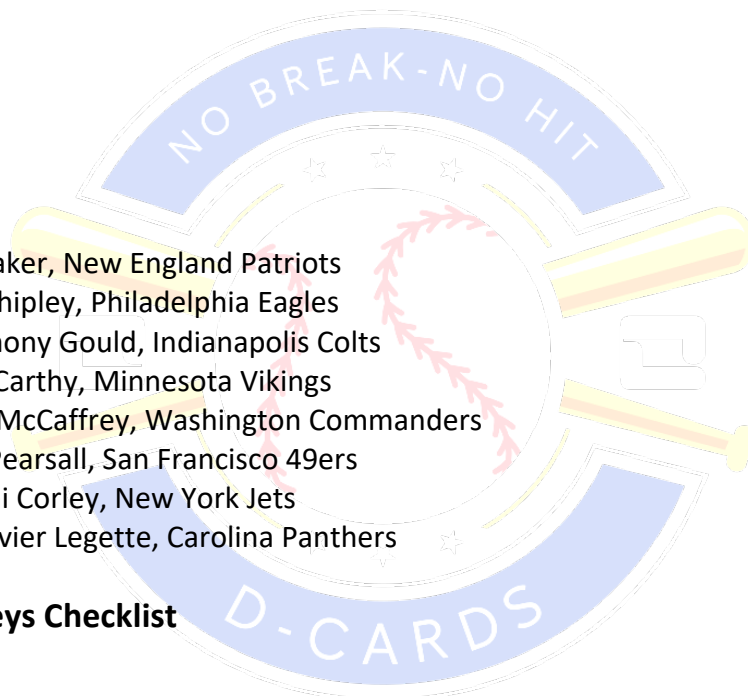 NO BREAK-NO HIT
aker, New England Patriots
hipley, Philadelphia Eagles
ony Gould, Indianapolis Colts
Carthy, Minnesota Vikings
McCaffrey, Washington Commanders
Pearsall, San Francisco 49ers
i Corley, New York Jets
vier Legette, Carolina Panthers
eys Checklist
D-CARDS